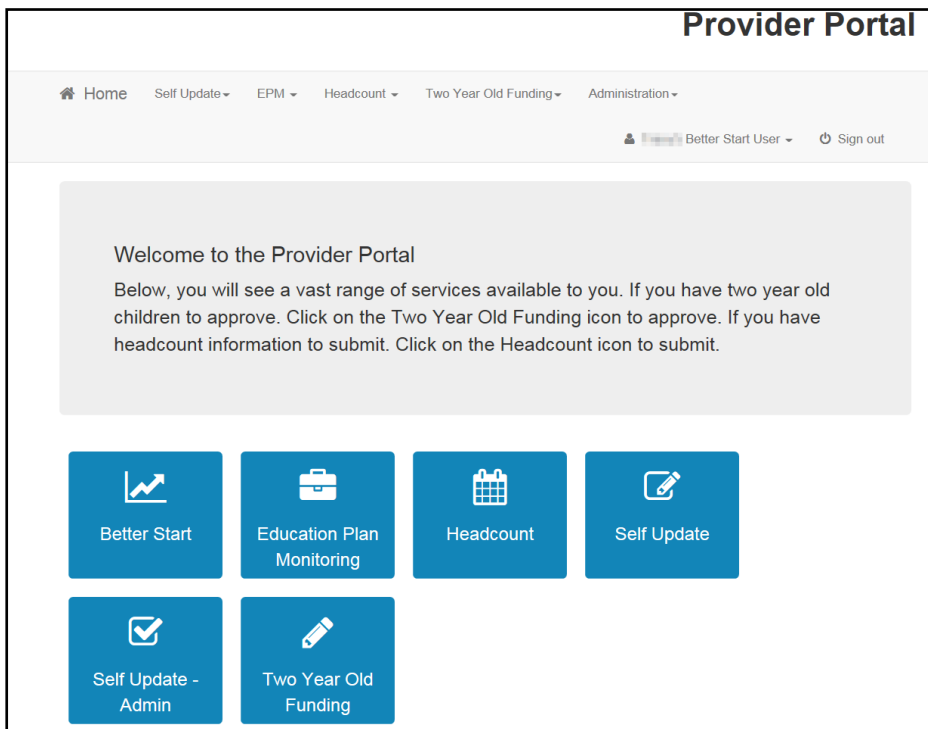 Provider Portal
Home Self Update EPM Headcount Two Year Old Funding Administration
Better Start User Sign out
Welcome to the Provider Portal
Below, you will see a vast range of services available to you. If you have two year old
children to approve. Click on the Two Year Old Funding icon to approve. If you have
headcount information to submit. Click on the Headcount icon to submit.
Better Start
Education Plan
Monitoring
Headcount
Self Update
Self Update -
Admin
Two Year Old
Funding